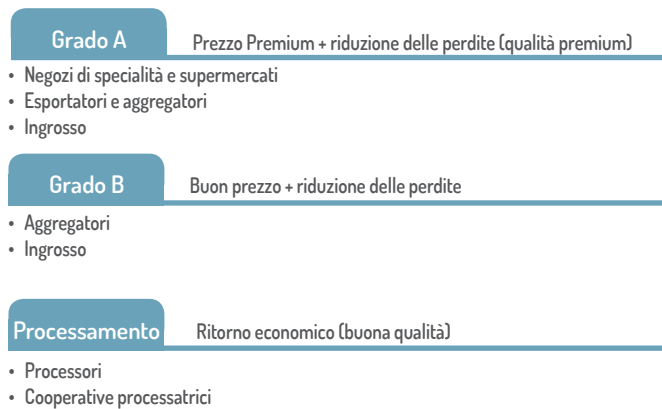 Grado A Prezzo Premium + riduzione delle perdite (qualità premium)
• Negozi di specialità e supermercati
• Esportatori e aggregatori
• Ingrosso
Grado B Buon prezzo + riduzione delle perdite
• Aggregatori
• Ingrosso
Processamento Ritorno economico (buona qualità)
• Processori
• Cooperative processatrici